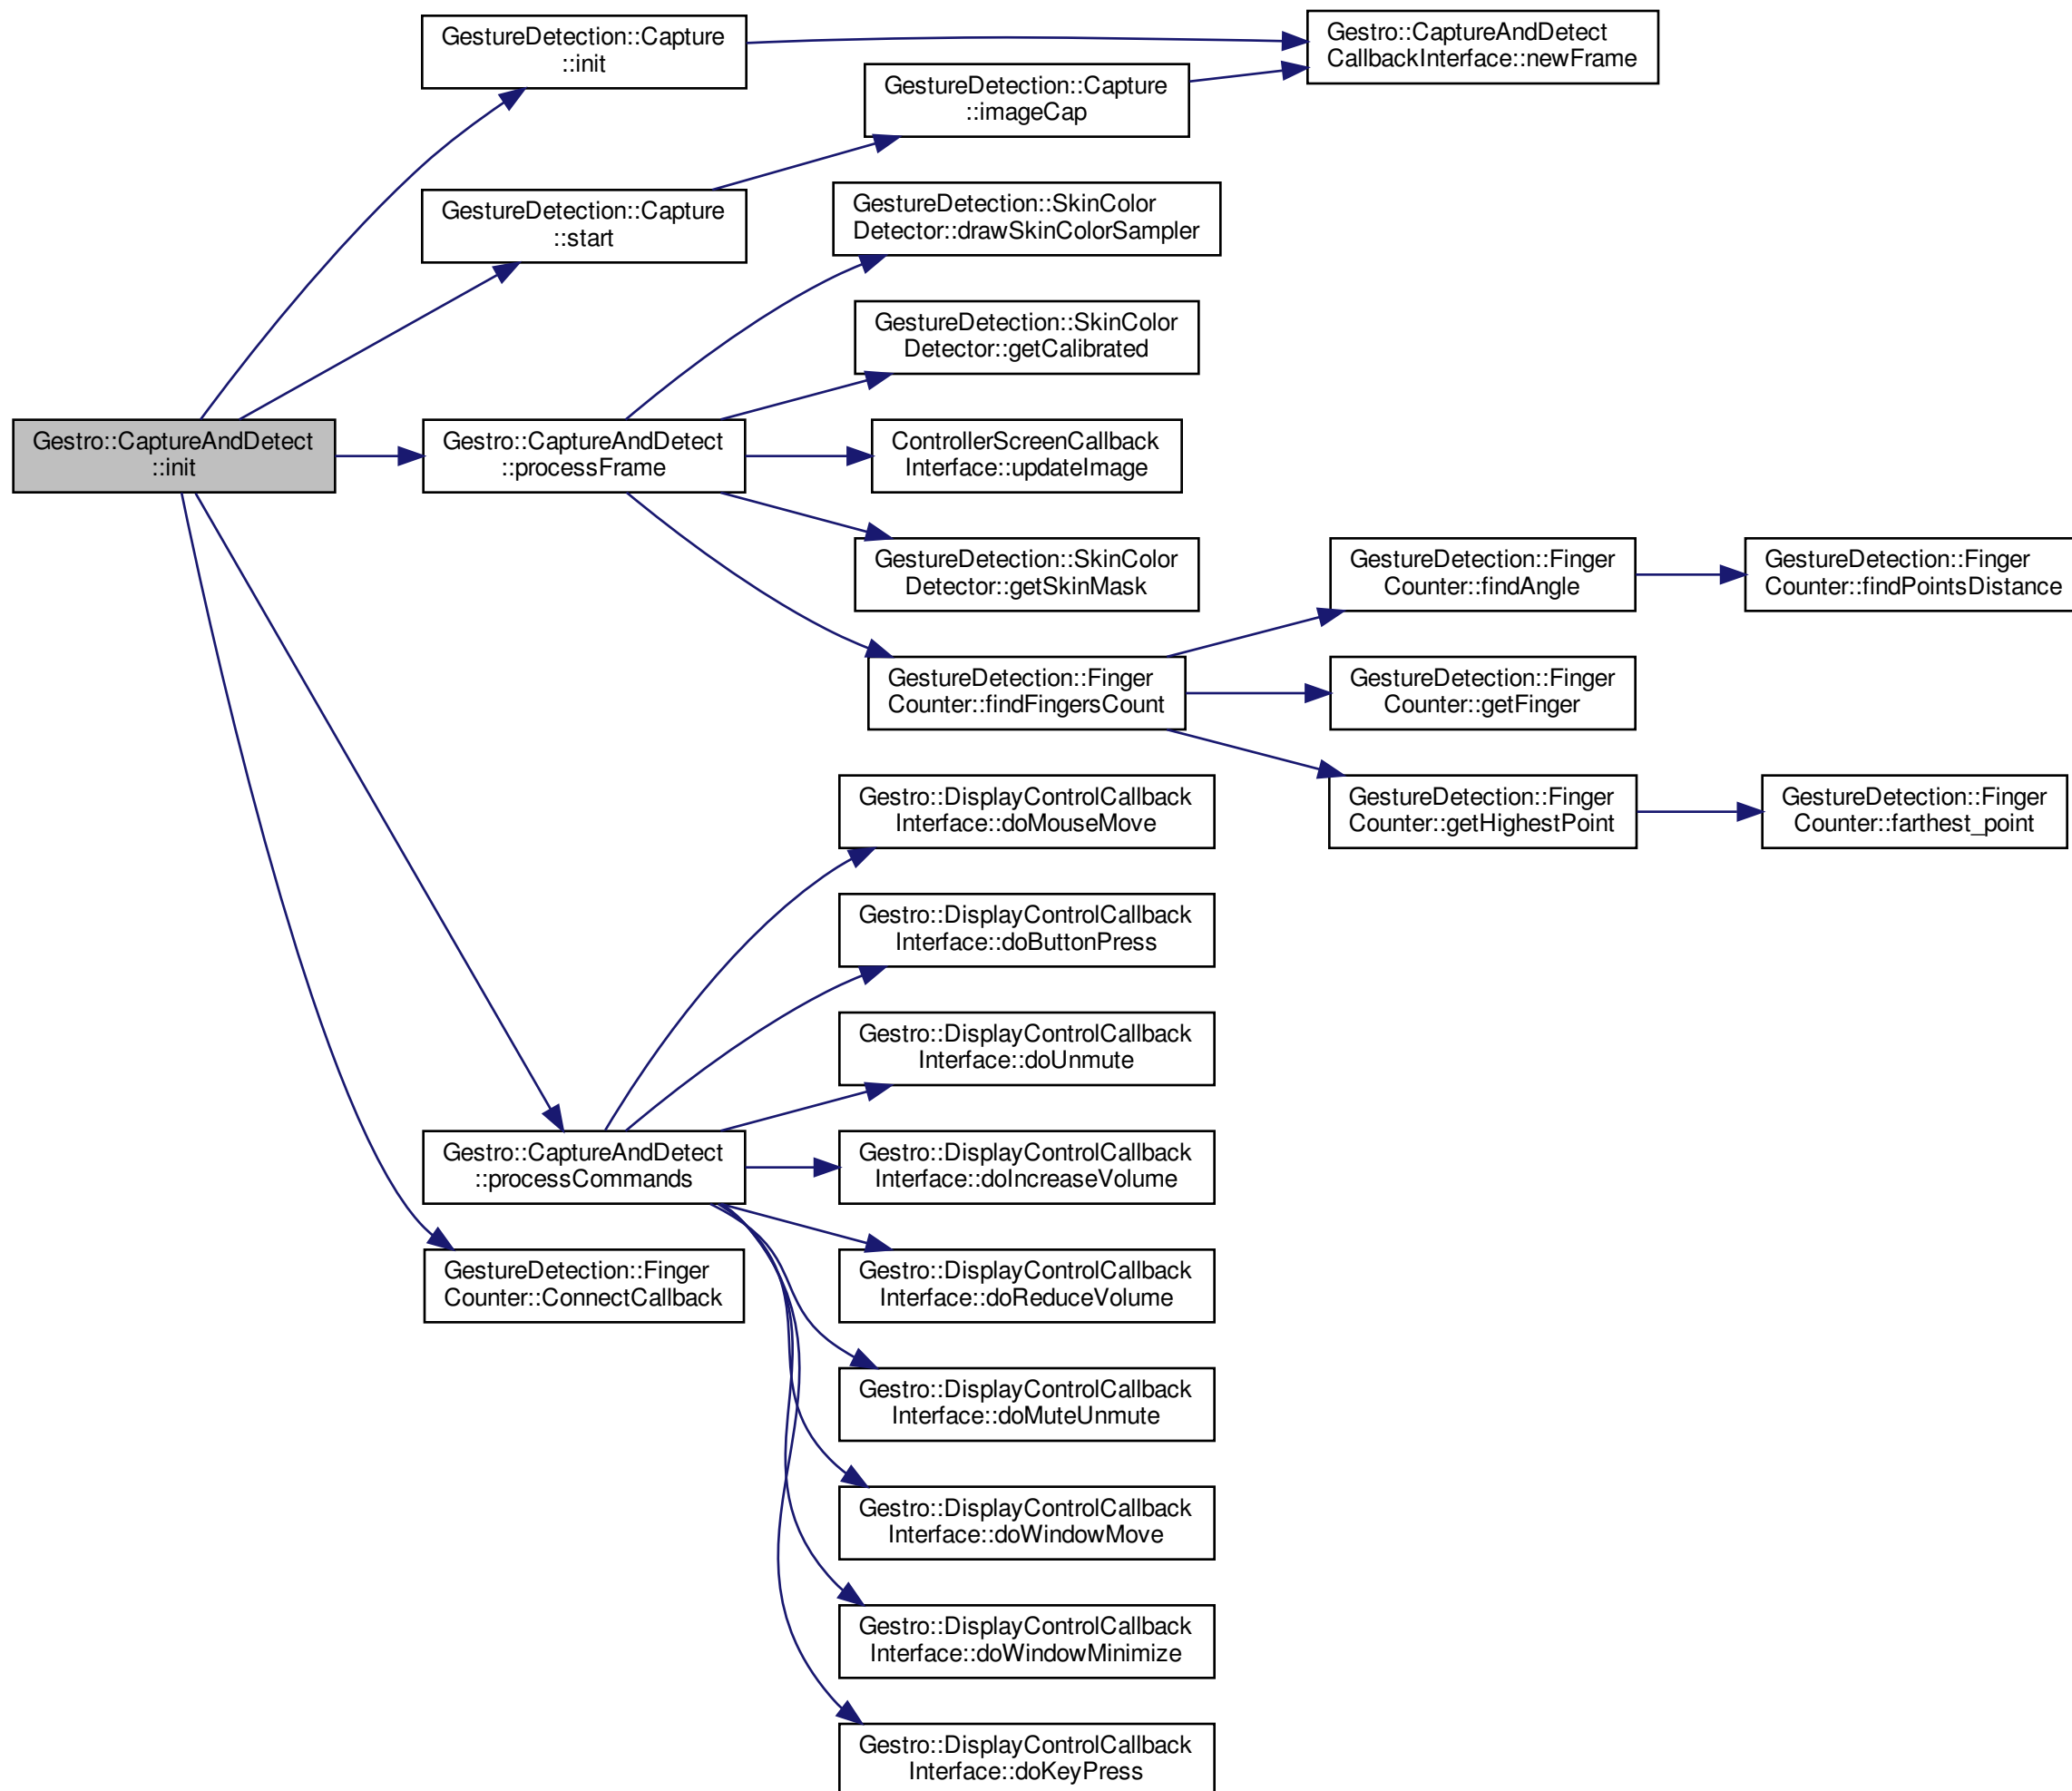 GestureDetection::Capture
::init
Gestro::CaptureAndDetect
CallbackInterface::newFrame
GestureDetection::Capture
::imageCap
GestureDetection::Capture
::start
GestureDetection::SkinColor
Detector::drawSkinColorSampler
GestureDetection::SkinColor
Detector::getCalibrated
Gestro::CaptureAndDetect
::init
Gestro::CaptureAndDetect
::processFrame
ControllerScreenCallback
Interface::updateImage
GestureDetection::SkinColor
Detector::getSkinMask
GestureDetection::Finger
Counter::findAngle
GestureDetection::Finger
Counter::findPointsDistance
GestureDetection::Finger
Counter::findFingersCount
GestureDetection::Finger
Counter::getFinger
GestureDetection::Finger
Counter::getHighestPoint
GestureDetection::Finger
Counter::farthest_point
Gestro::DisplayControlCallback
Interface::doMouseMove
Gestro::DisplayControlCallback
Interface::doButtonPress
Gestro::DisplayControlCallback
Interface::doUnmute
Gestro::CaptureAndDetect
::processCommands
Gestro::DisplayControlCallback
Interface::doIncreaseVolume
GestureDetection::Finger
Counter::ConnectCallback
Gestro::DisplayControlCallback
Interface::doReduceVolume
Gestro::DisplayControlCallback
Interface::doMuteUnmute
Gestro::DisplayControlCallback
Interface::doWindowMove
Gestro::DisplayControlCallback
Interface::doWindowMinimize
Gestro::DisplayControlCallback
Interface::doKeyPress